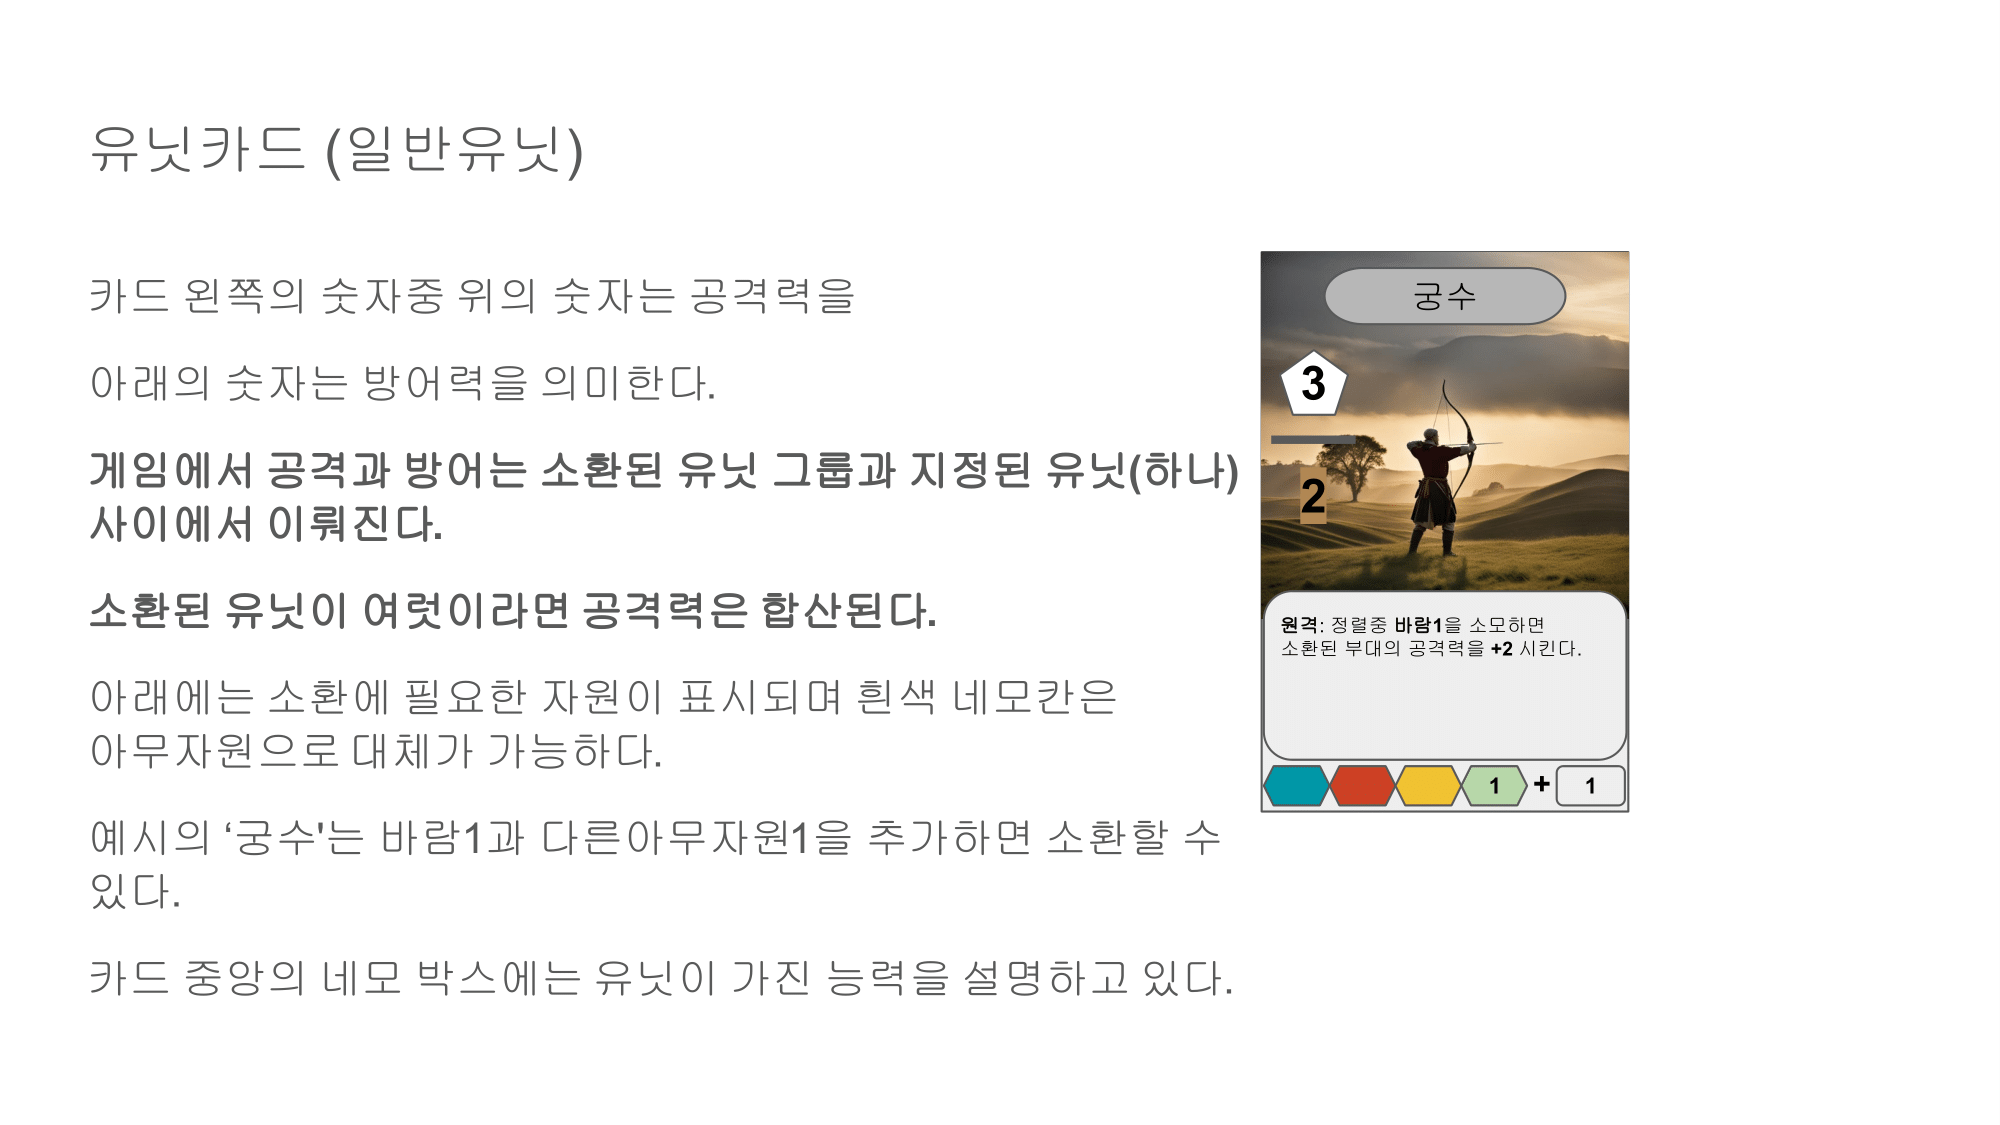 유닛카드 (일반유닛)
카드 왼쪽의 숫자중 위의 숫자는 공격력을
아래의 숫자는 방어력을 의미한다.
게임에서 공격과 방어는 소환된 유닛 그룹과 지정된 유닛(하나)
사이에서 이뤄진다.
소환된 유닛이 여럿이라면 공격력은 합산된다.
아래에는 소환에 필요한 자원이 표시되며 흰색 네모칸은
아무자원으로 대체가 가능하다.
예시의 ‘궁수'는 바람1과 다른아무자원1을 추가하면 소환할 수
있다.
카드 중앙의 네모 박스에는 유닛이 가진 능력을 설명하고 있다.
궁수
3
2
원격: 정렬중 바람1을 소모하면
소환된 부대의 공격력을 +2 시킨다.
1 + 1